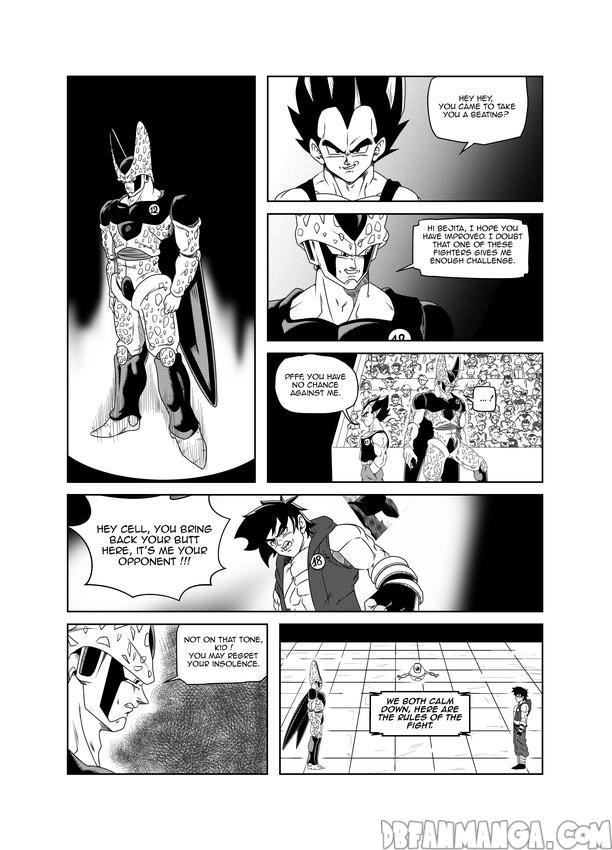 12
HEY HEY,
YOU CAME TO TAKE
YOU A BEATING?
HI BEJITA, I HOPE YOU
HAVE IMPROVED. I DOUBT
THAT ONE OF THESE
FIGHTERS GIVES ME
ENOUGH CHALLENGE.
12
PFFF, YOU HAVE
NO CHANCE
AGAINST ME.
... !
HEY CELL, YOU BRING
BACK YOUR BUTT
HERE, IT'S ME YOUR
OPPONENT !!!
18
NOT ON THAT TONE,
KID !
YOU MAY REGRET
YOUR INSOLENCE.
WE BOTH CALM
DOWN, HERE ARE
THE RULES OF THE
FIGHT.
DBFANMANGA.COM